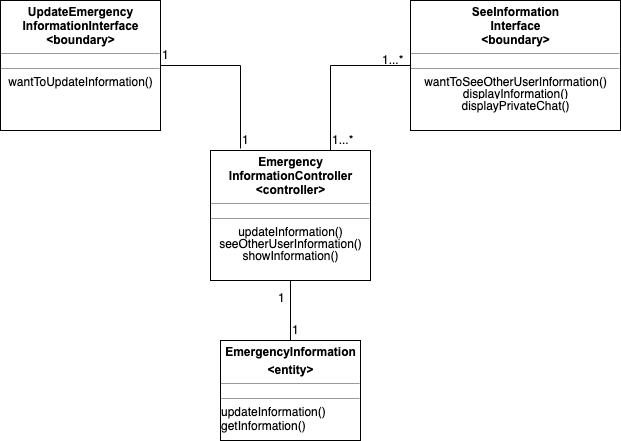 UpdateEmergency
InformationInterface
<boundary>
wantToUpdateInformation()
SeeInformation
Interface
<boundary>
wantToSeeOtherUserInformation()
displayInformation()
displayPrivateChat()
1
1
1...*
1...*
Emergency
InformationController
<controller>
updateInformation()
seeOtherUserInformation()
showInformation()
1
1
EmergencyInformation
<entity>
updateInformation()
getInformation()